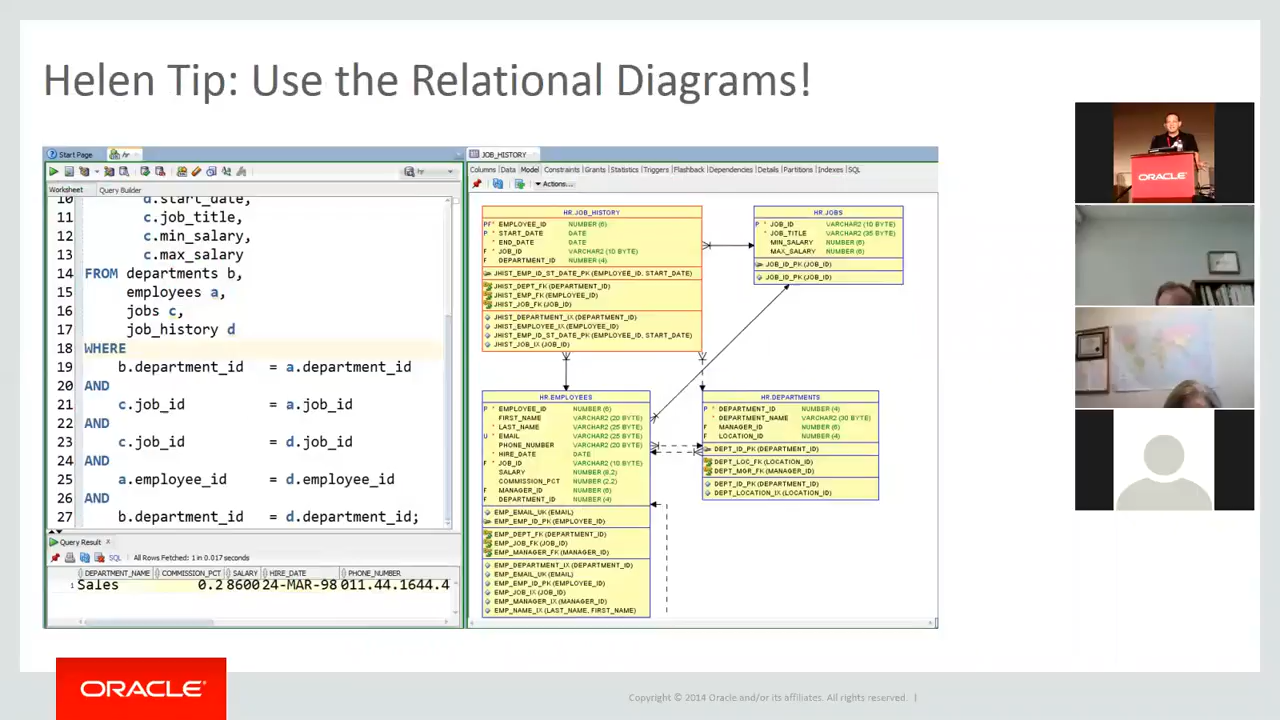 Helen Tip: Use the Relational Diagrams!
Start Page
hr
hr
Worksheet Query Builder
10 d.start_date,
11 c.job_title,
12 c.min_salary,
13 c.max_salary
14 FROM departments b,
15 employees a,
16 jobs c,
17 job_history d
18 WHERE
19 b.department_id = a.department_id
20 AND
21 c.job_id = a.job_id
22 AND
23 c.job_id = d.job_id
24 AND
25 a.employee_id = d.employee_id
26 AND
27 b.department_id = d.department_id;
Query Result
SQL All Rows Fetched: 1 in 0.017 seconds
DEPARTMENT_NAME COMMISSION_PCT SALARY HIRE_DATE PHONE_NUMBER
1 Sales 0.2 8600 24-MAR-98 011.44.1644.4
JOB_HISTORY
Columns Data Model Constraints Grants Statistics Triggers Flashback Dependencies Details Partitions Indexes SQL
Actions...
HR.JOB_HISTORY
PF* EMPLOYEE_ID NUMBER (6)
P * START_DATE DATE
* END_DATE DATE
F * JOB_ID VARCHAR2 (10 BYTE)
F DEPARTMENT_ID NUMBER (4)
JHIST_EMP_ID_ST_DATE_PK (EMPLOYEE_ID, START_DATE)
JHIST_DEPT_FK (DEPARTMENT_ID)
JHIST_EMP_FK (EMPLOYEE_ID)
JHIST_JOB_FK (JOB_ID)
JHIST_DEPARTMENT_IX (DEPARTMENT_ID)
JHIST_EMPLOYEE_IX (EMPLOYEE_ID)
JHIST_EMP_ID_ST_DATE_PK (EMPLOYEE_ID, START_DATE)
JHIST_JOB_IX (JOB_ID)
HR.JOBS
P * JOB_ID VARCHAR2 (10 BYTE)
* JOB_TITLE VARCHAR2 (35 BYTE)
MIN_SALARY NUMBER (6)
MAX_SALARY NUMBER (6)
JOB_ID_PK (JOB_ID)
JOB_ID_PK (JOB_ID)
HR.EMPLOYEES
P * EMPLOYEE_ID NUMBER (6)
FIRST_NAME VARCHAR2 (20 BYTE)
* LAST_NAME VARCHAR2 (25 BYTE)
U * EMAIL VARCHAR2 (25 BYTE)
PHONE_NUMBER VARCHAR2 (20 BYTE)
* HIRE_DATE DATE
F * JOB_ID VARCHAR2 (10 BYTE)
SALARY NUMBER (8,2)
COMMISSION_PCT NUMBER (2,2)
F MANAGER_ID NUMBER (6)
F DEPARTMENT_ID NUMBER (4)
EMP_EMAIL_UK (EMAIL)
EMP_EMP_ID_PK (EMPLOYEE_ID)
EMP_DEPT_FK (DEPARTMENT_ID)
EMP_JOB_FK (JOB_ID)
EMP_MANAGER_FK (MANAGER_ID)
EMP_DEPARTMENT_IX (DEPARTMENT_ID)
EMP_EMAIL_UK (EMAIL)
EMP_EMP_ID_PK (EMPLOYEE_ID)
EMP_JOB_IX (JOB_ID)
EMP_MANAGER_IX (MANAGER_ID)
EMP_NAME_IX (LAST_NAME, FIRST_NAME)
HR.DEPARTMENTS
P * DEPARTMENT_ID NUMBER (4)
* DEPARTMENT_NAME VARCHAR2 (30 BYTE)
F MANAGER_ID NUMBER (6)
F LOCATION_ID NUMBER (4)
DEPT_ID_PK (DEPARTMENT_ID)
DEPT_LOC_FK (LOCATION_ID)
DEPT_MGR_FK (MANAGER_ID)
DEPT_ID_PK (DEPARTMENT_ID)
DEPT_LOCATION_IX (LOCATION_ID)
ORACLE
ORACLE
Copyright © 2014 Oracle and/or its affiliates. All rights reserved. |